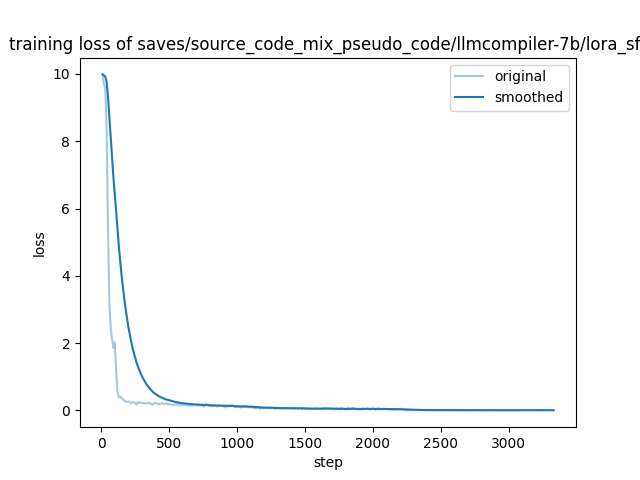 training loss of saves/source_code_mix_pseudo_code/llmcompiler-7b/lora_sf
original
smoothed
10
8
6
4
2
0
loss
0 500 1000 1500 2000 2500 3000
step